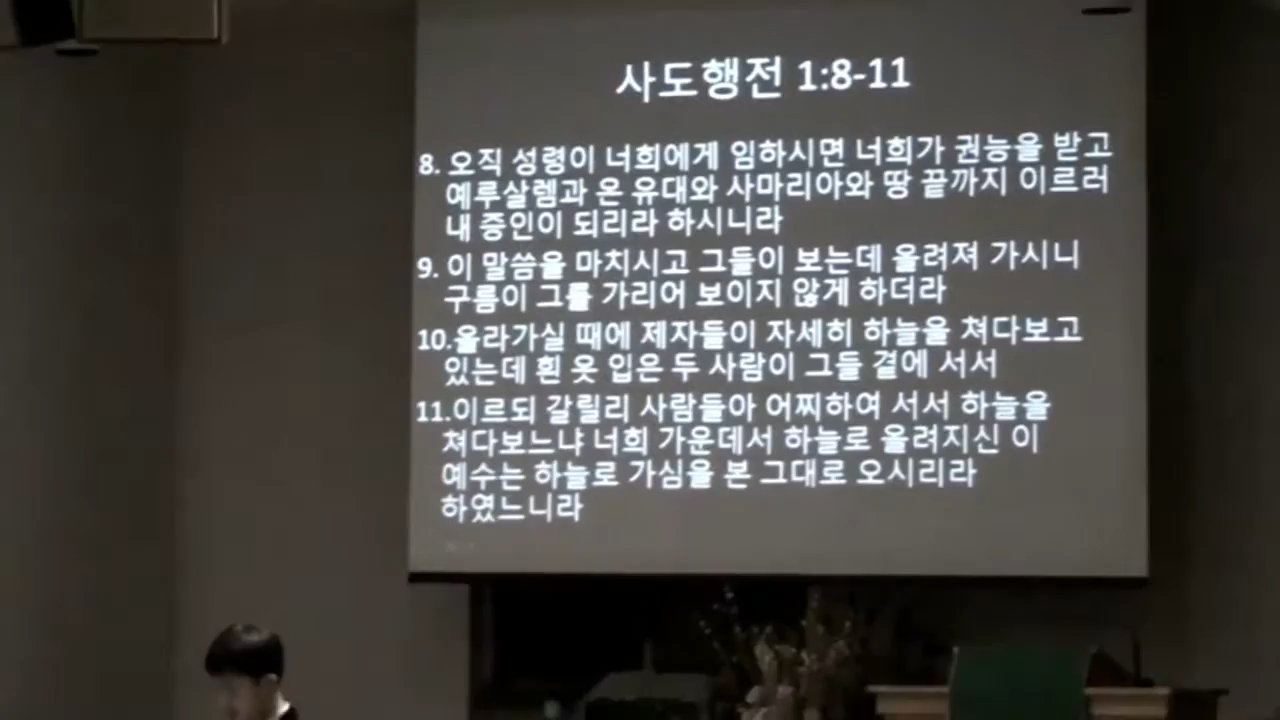 사도행전 1:8-11
8. 오직 성령이 너희에게 임하시면 너희가 권능을 받고
예루살렘과 온 유대와 사마리아와 땅 끝까지 이르러
내 증인이 되리라 하시니라
9. 이 말씀을 마치시고 그들이 보는데 올려져 가시니
구름이 그를 가리어 보이지 않게 하더라
10.올라가실 때에 제자들이 자세히 하늘을 쳐다보고
있는데 흰 옷 입은 두 사람이 그들 곁에 서서
11.이르되 갈릴리 사람들아 어찌하여 서서 하늘을
쳐다보느냐 너희 가운데서 하늘로 올려지신 이
예수는 하늘로 가심을 본 그대로 오시리라
하였느니라